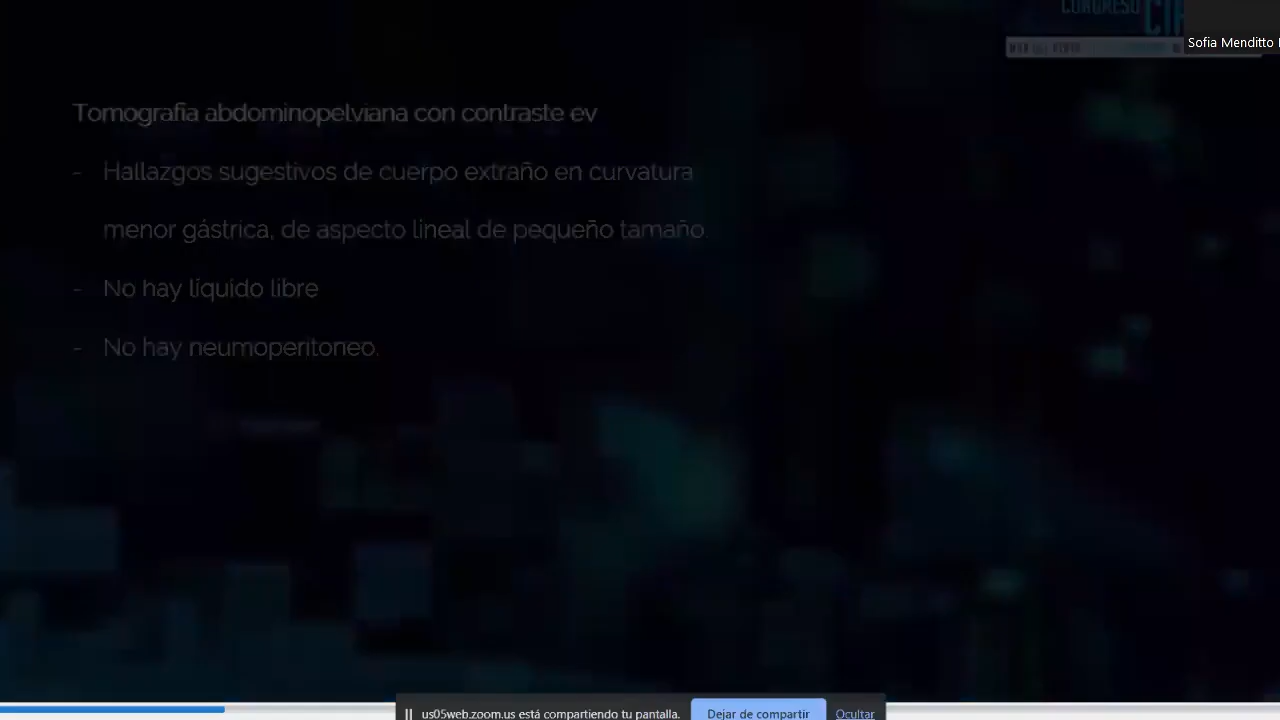 CONGRESO
Sofia Menditto
Tomografia abdominopelviana con contraste ev
- Hallazgos sugestivos de cuerpo extraño en curvatura
menor gástrica, de aspecto lineal de pequeño tamaño.
- No hay líquido libre
- No hay neumoperitoneo.
us05web.zoom.us está compartiendo tu pantalla.
Dejar de compartir
Ocultar